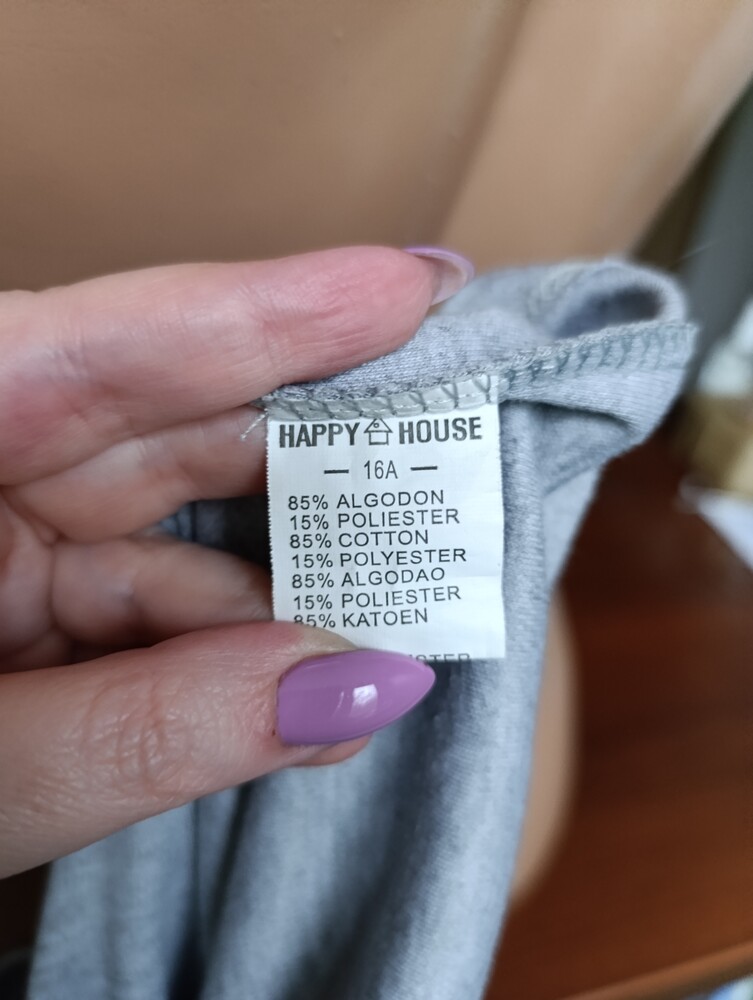 HAPPY HOUSE
— 16A —
85% ALGODON
15% POLIESTER
85% COTTON
15% POLYESTER
85% ALGODAO
15% POLIESTER
85% KATOEN